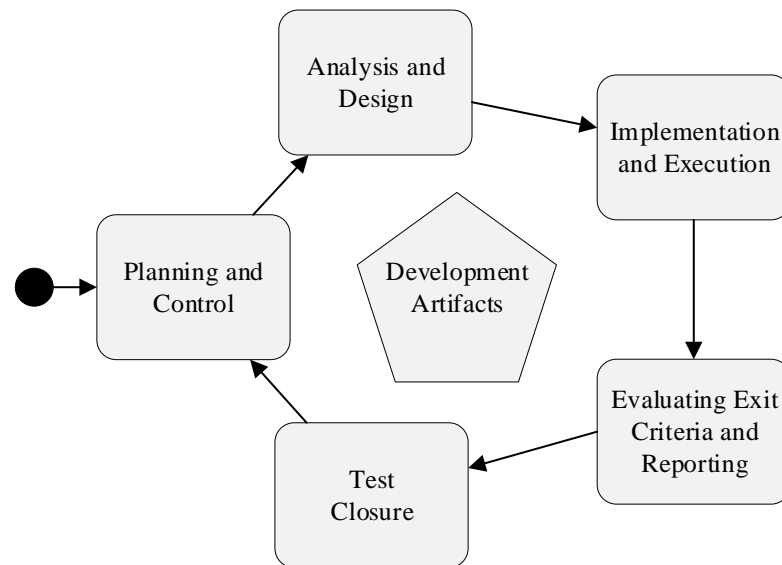 Analysis and
Design
Implementation
and Execution
Planning and
Control
Development
Artifacts
Evaluating Exit
Criteria and
Reporting
Test
Closure